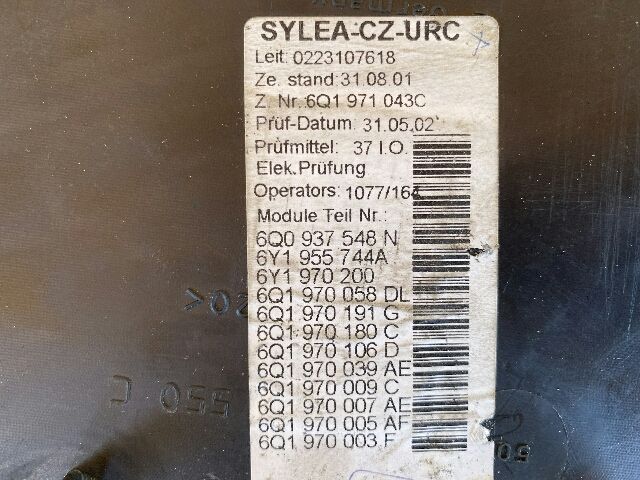 SYLEA-CZ-URC
Leit: 0223107618
Ze. stand: 31.08.01
Z. Nr.:6Q1 971 043C
Prüf-Datum: 31.05.02
Prüfmittel: 37 I.O.
Elek.Prüfung
Operators: 1077/164
Module Teil Nr.:
6Q0 937 548 N
6Y1 955 744A
6Y1 970 200
6Q1 970 058 DL
6Q1 970 191 G
6Q1 970 180 C
6Q1 970 106 D
6Q1 970 039 AE
6Q1 970 009 C
6Q1 970 007 AE
6Q1 970 005 AF
6Q1 970 003 F
550 C
50